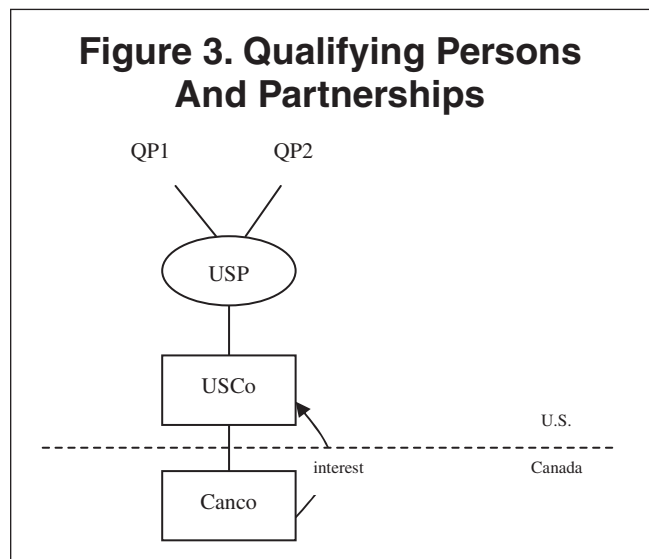 Figure 3. Qualifying Persons
And Partnerships
QP1 QP2
USP
USCo
U.S.
interest Canada
Canco